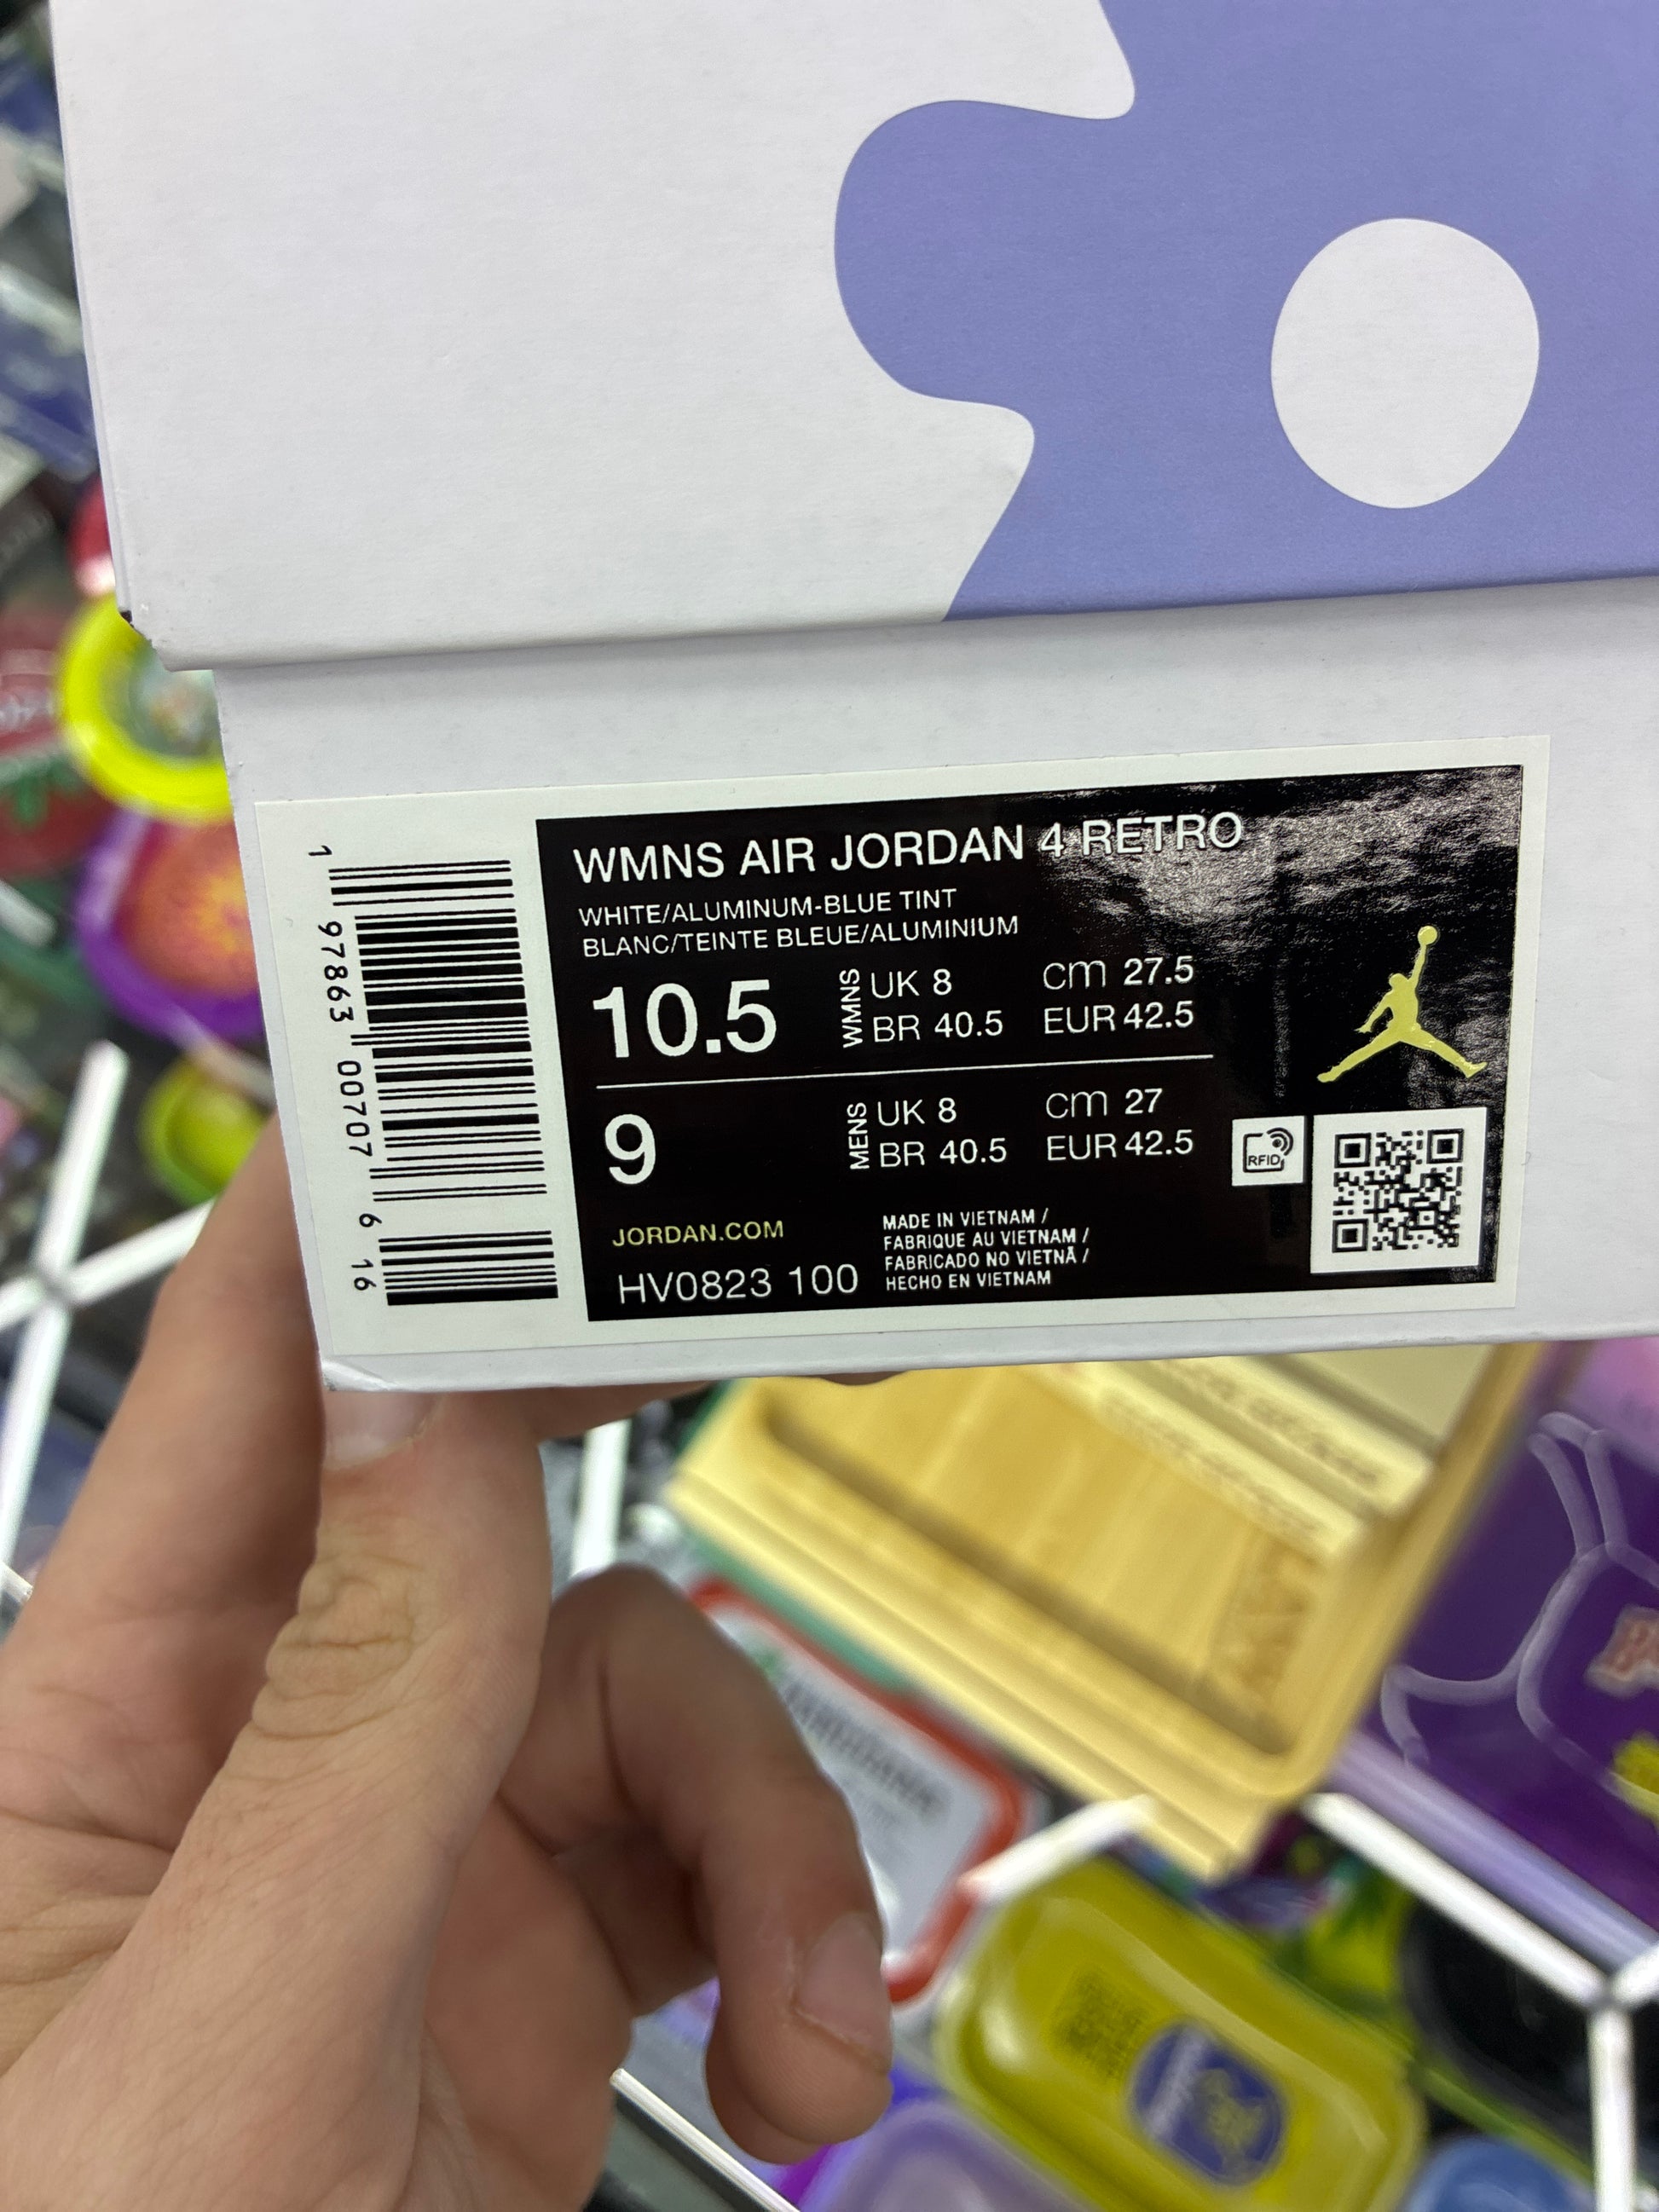 WMNS AIR JORDAN 4 RETRO
WHITE/ALUMINUM-BLUE TINT
BLANC/TEINTE BLEUE/ALUMINIUM
10.5 WMNS UK 8 cm 27.5
BR 40.5 EUR 42.5
9 MENS UK 8 cm 27
BR 40.5 EUR 42.5
JORDAN.COM
HV0823 100
MADE IN VIETNAM /
FABRIQUE AU VIETNAM /
FABRICADO NO VIETNÃ /
HECHO EN VIETNAM
RFID
1 97863 00707 6 16